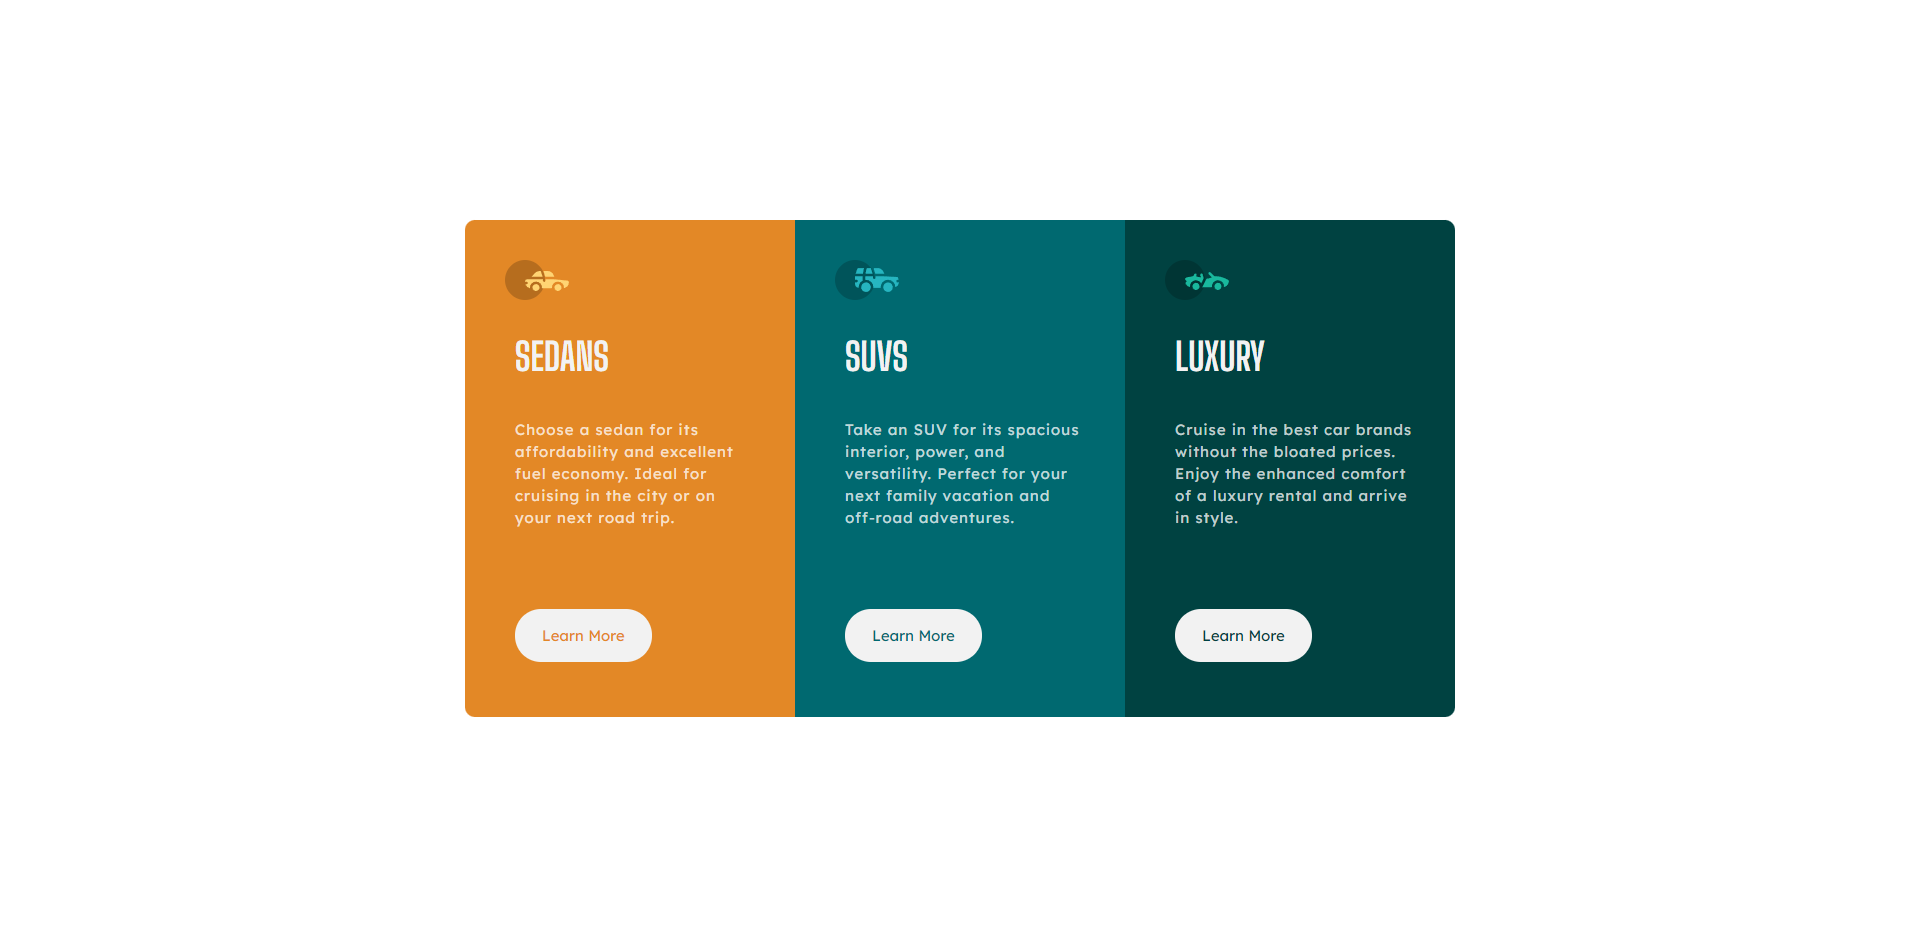 SEDANS
Choose a sedan for its
affordability and excellent
fuel economy. Ideal for
cruising in the city or on
your next road trip.
Learn More
SUVS
Take an SUV for its spacious
interior, power, and
versatility. Perfect for your
next family vacation and
off-road adventures.
Learn More
LUXURY
Cruise in the best car brands
without the bloated prices.
Enjoy the enhanced comfort
of a luxury rental and arrive
in style.
Learn More